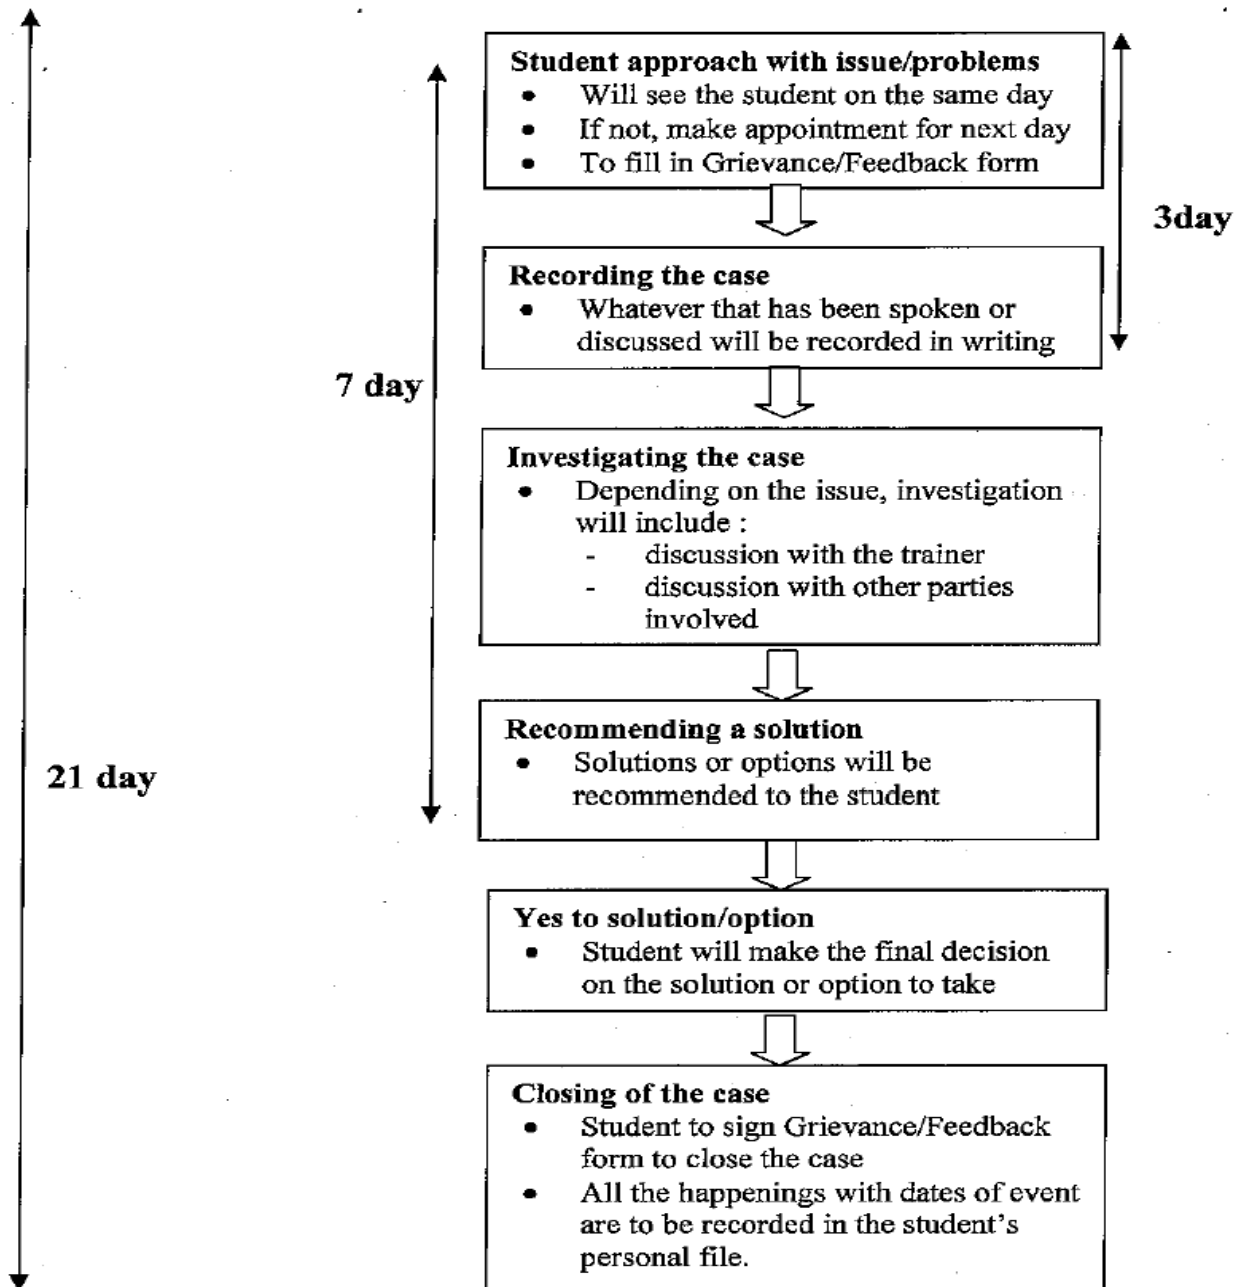 Student approach with issue/problems
• Will see the student on the same day
• If not, make appointment for next day
• To fill in Grievance/Feedback form
3day
Recording the case
• Whatever that has been spoken or
discussed will be recorded in writing
7 day
Investigating the case
• Depending on the issue, investigation
will include :
- discussion with the trainer
- discussion with other parties
involved
Recommending a solution
• Solutions or options will be
recommended to the student
21 day
Yes to solution/option
• Student will make the final decision
on the solution or option to take
Closing of the case
• Student to sign Grievance/Feedback
form to close the case
• All the happenings with dates of event
are to be recorded in the student's
personal file.